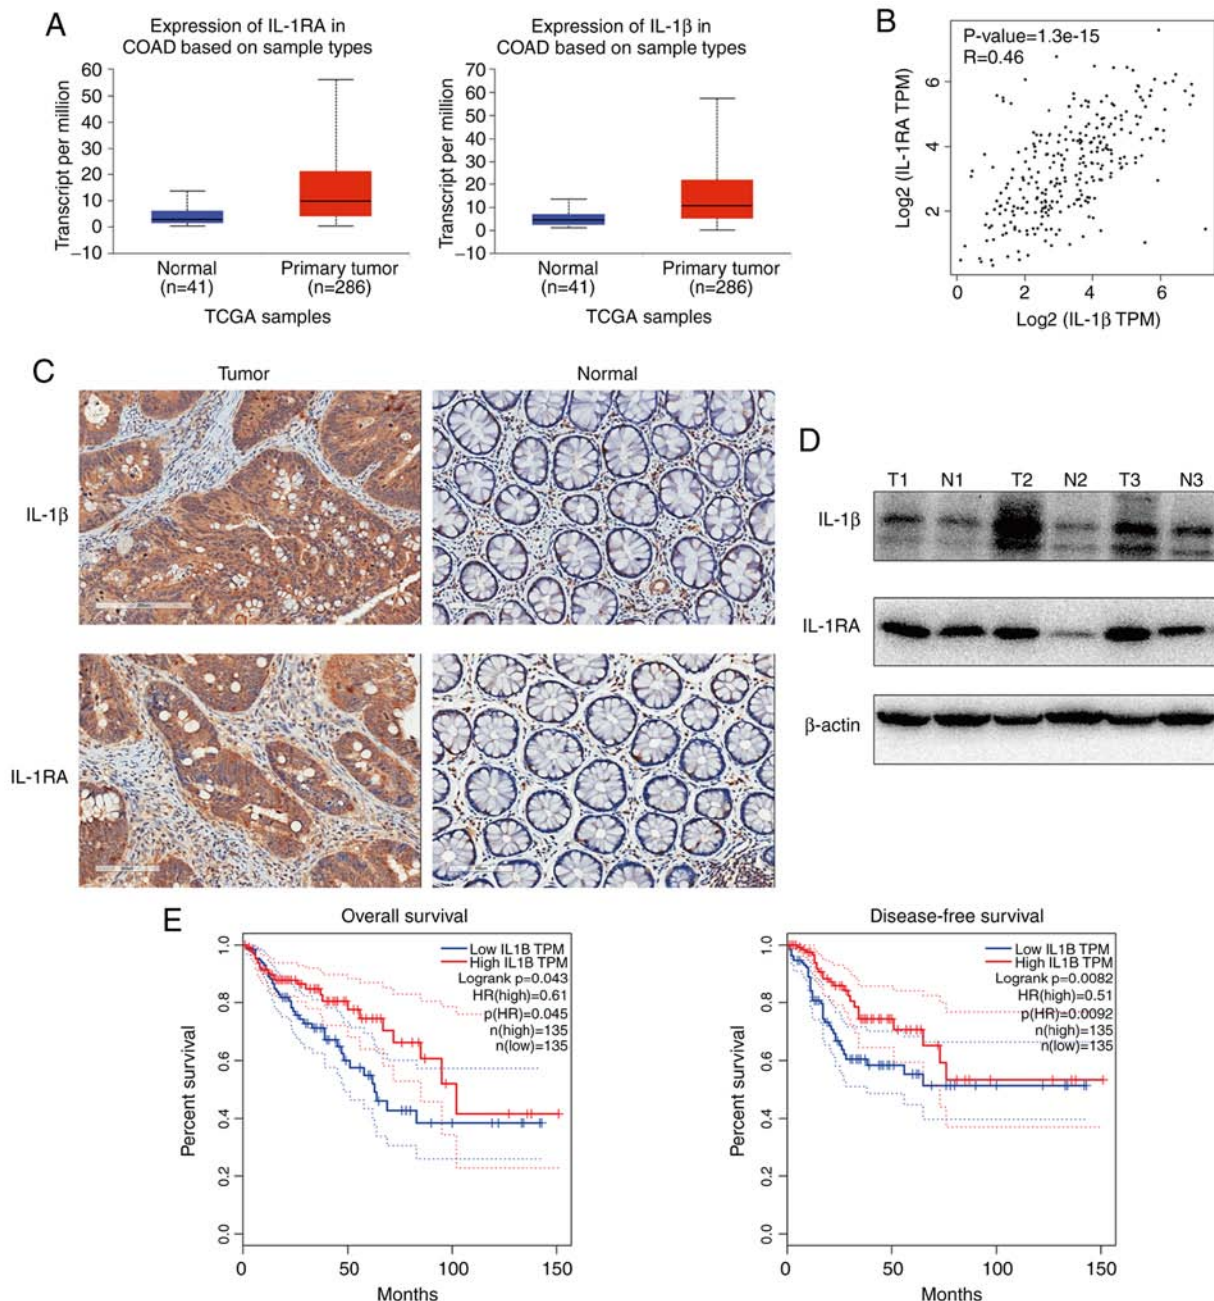 A
Expression of IL-1RA in
COAD based on sample types
Transcript per million
60
50
40
30
20
10
0
−10
Normal
(n=41)
Primary tumor
(n=286)
TCGA samples
Expression of IL-1β in
COAD based on sample types
Transcript per million
70
60
50
40
30
20
10
0
−10
Normal
(n=41)
Primary tumor
(n=286)
TCGA samples
B
P-value=1.3e-15
R=0.46
Log2 (IL-1RA TPM)
6
4
2
0 2 4 6
Log2 (IL-1β TPM)
C
Tumor Normal
IL-1β
IL-1RA
D
T1 N1 T2 N2 T3 N3
IL-1β
IL-1RA
β-actin
E
Overall survival
Percent survival
1.0
0.8
0.6
0.4
0.2
0.0
Low IL1B TPM
High IL1B TPM
Logrank p=0.043
HR(high)=0.61
p(HR)=0.045
n(high)=135
n(low)=135
0 50 100 150
Months
Disease-free survival
Percent survival
1.0
0.8
0.6
0.4
0.2
0.0
Low IL1B TPM
High IL1B TPM
Logrank p=0.0082
HR(high)=0.51
p(HR)=0.0092
n(high)=135
n(low)=135
0 50 100 150
Months